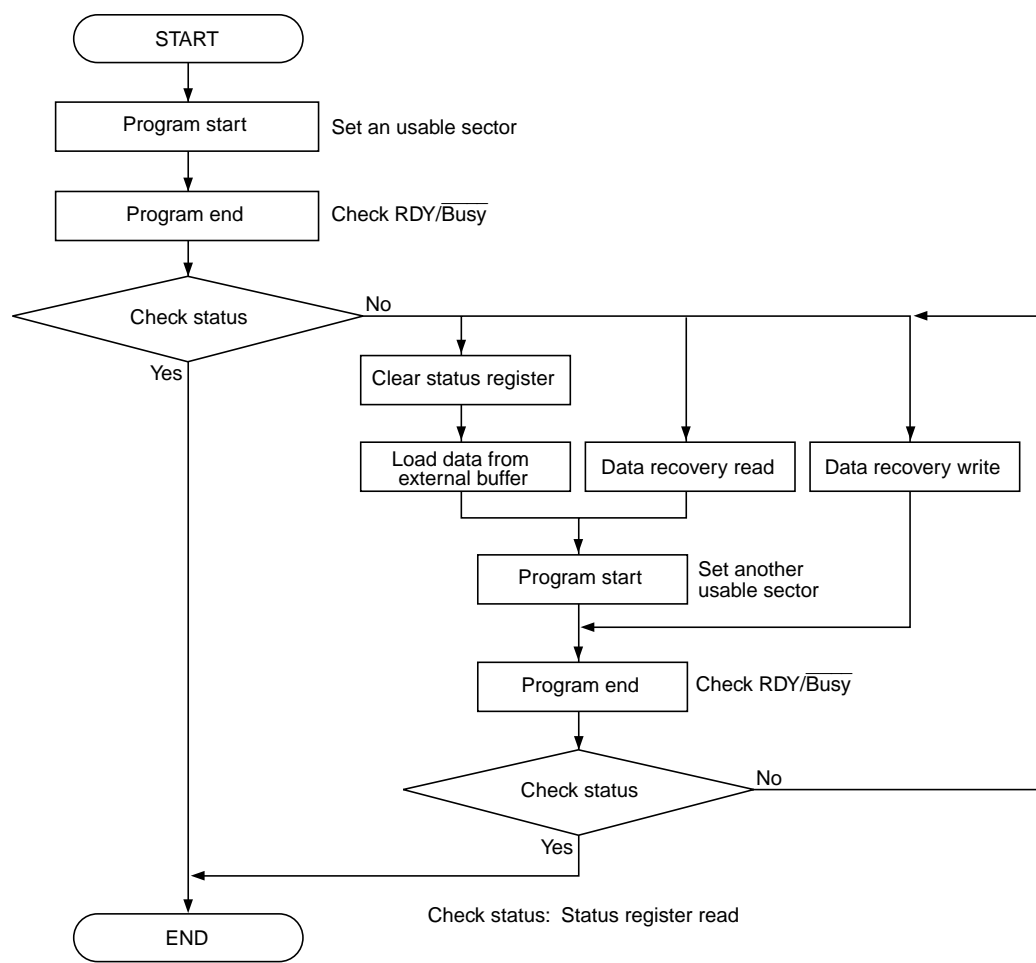 START
Program start
Set an usable sector
Program end
Check RDY/Busy
Check status
No
Yes
Clear status register
Load data from
external buffer
Data recovery read
Data recovery write
Program start
Set another
usable sector
Program end
Check RDY/Busy
Check status
No
Yes
Check status: Status register read
END